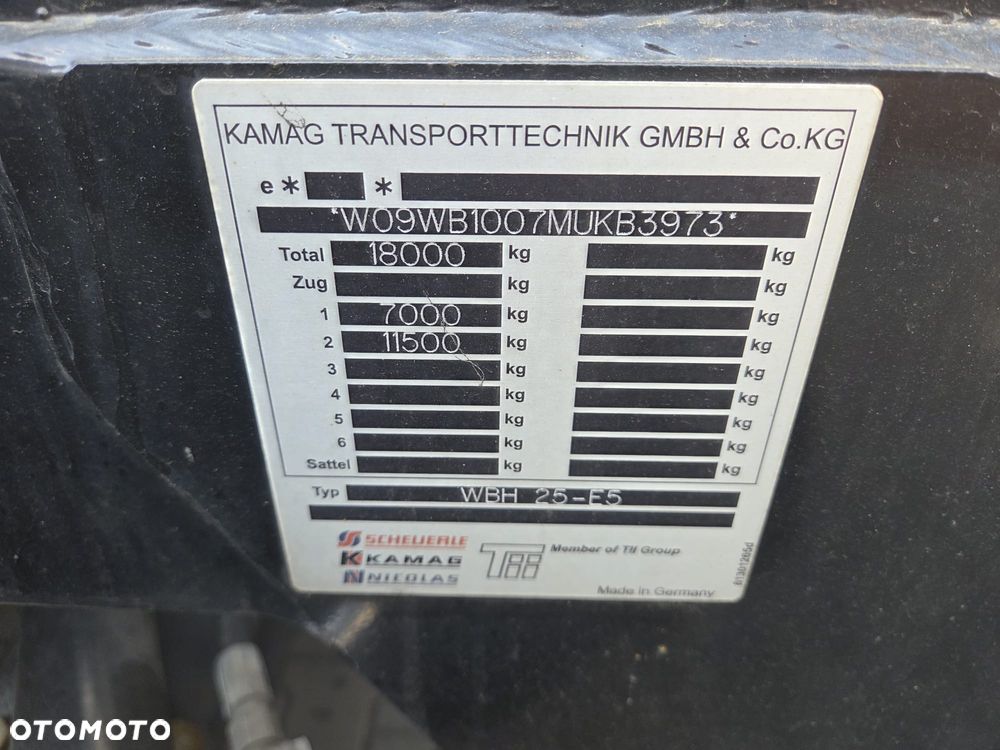 KAMAG TRANSPORTTECHNIK GMBH & Co.KG
e * *
*W09WB1007MUKB3973*
Total 18000 kg kg
Zug kg kg
1 7000 kg kg
2 11500 kg kg
3 kg kg
4 kg kg
5 kg kg
6 kg kg
Sattel kg kg
Typ WBH 25-E5
SCHEUERLE
KAMAG
NICOLAS
TII Member of TII Group
Made in Germany
81301265d
OTOMOTO